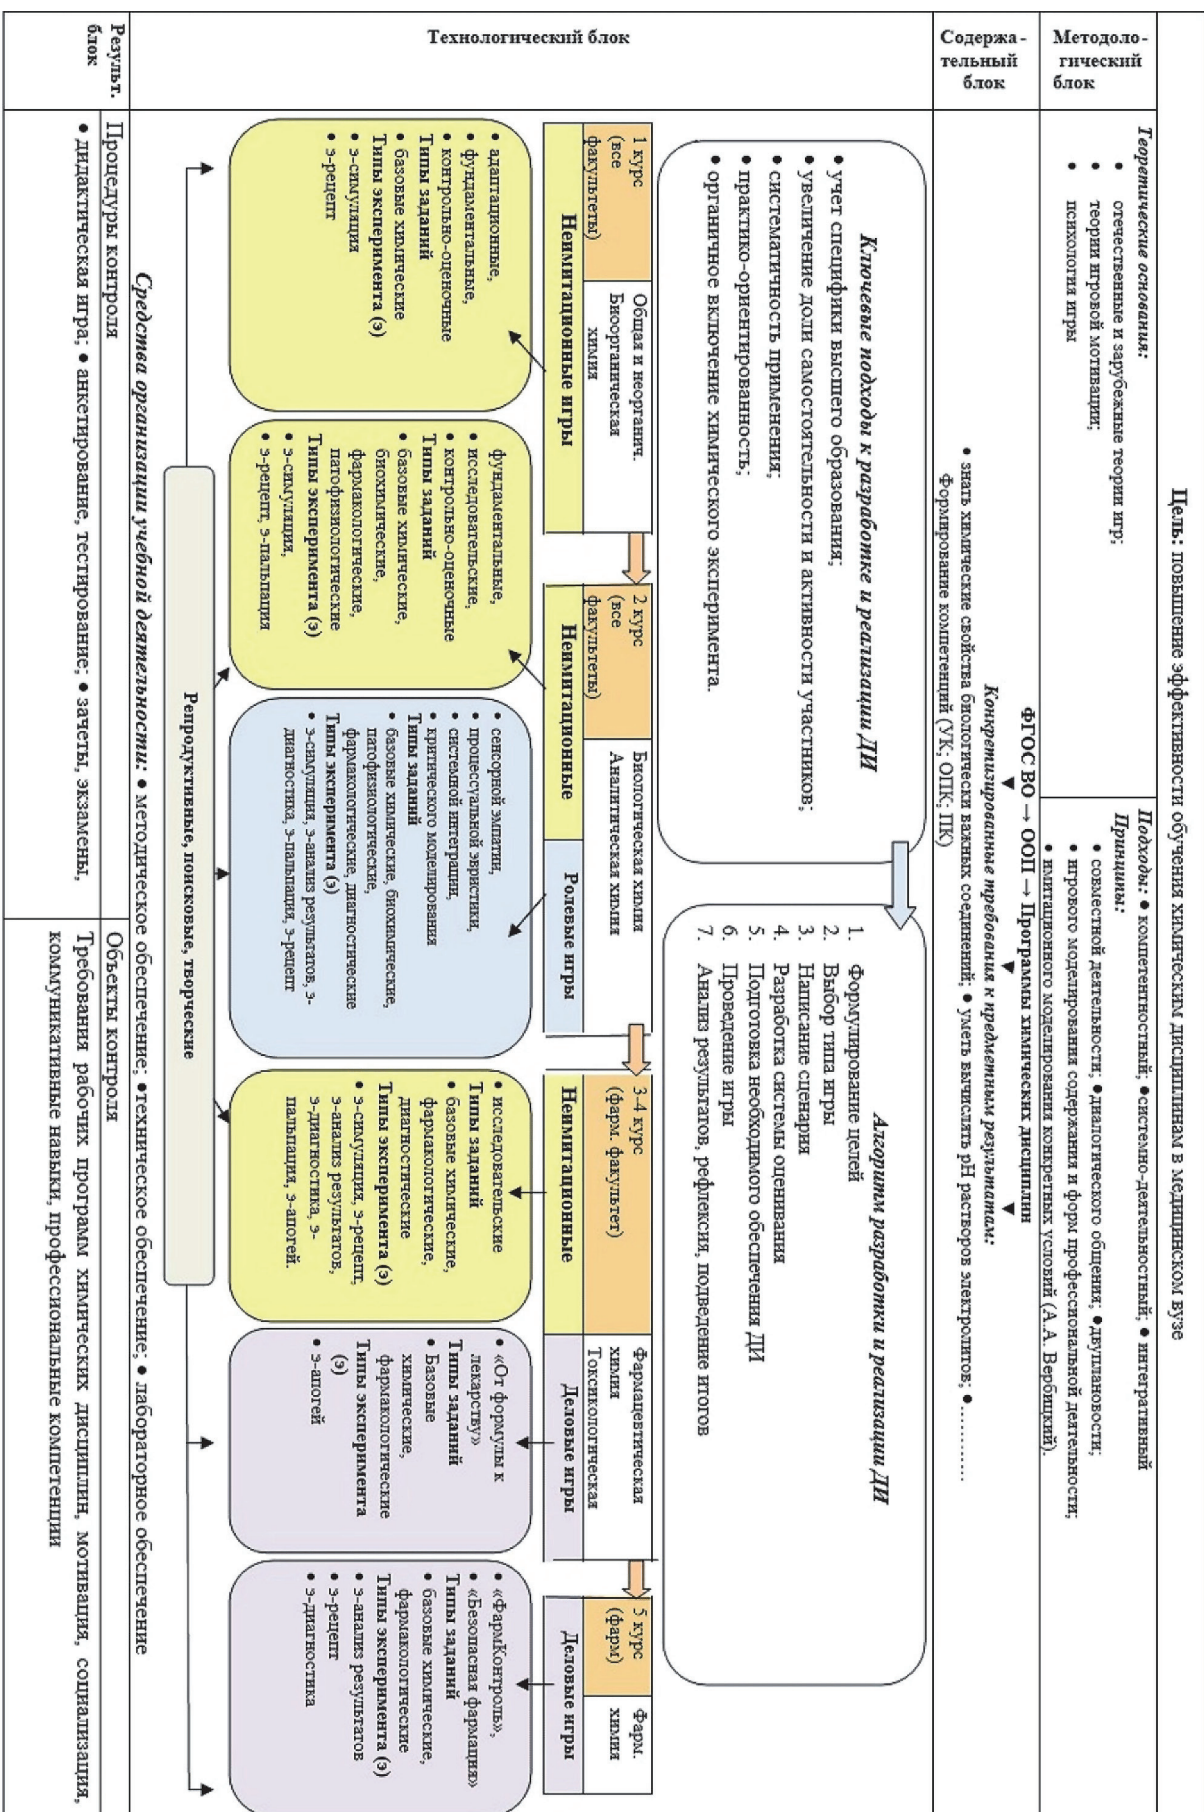 Цель: повышение эффективности обучения химическим дисциплинам в медицинском вузе
Методоло-
гический
блок
Теоретические основания:
• отечественные и зарубежные теории игр;
• теории игровой мотивации;
• психология игры
Подходы: • компетентностный; • системно-деятельностный; • интегративный
Принципы:
• совместной деятельности; • диалогического общения; • двуплановости;
• игрового моделирования содержания и форм профессиональной деятельности;
• имитационного моделирования конкретных условий (А.А. Вербицкий).
Содержа-
тельный
блок
ФГОС ВО → ООП → Программы химических дисциплин
Конкретизированные требования к предметным результатам:
• знать химические свойства биологически важных соединений; • уметь вычислять pH растворов электролитов; •...........
Формирование компетенций (УК; ОПК; ПК)
Технологический блок
Ключевые подходы к разработке и реализации ДИ
• учет специфики высшего образования;
• увеличение доли самостоятельности и активности участников;
• систематичность применения;
• практико-ориентированность;
• органичное включение химического эксперимента.
Алгоритм разработки и реализации ДИ
1. Формулирование целей
2. Выбор типа игры
3. Написание сценария
4. Разработка системы оценивания
5. Подготовка необходимого обеспечения ДИ
6. Проведение игры
7. Анализ результатов, рефлексия, подведение итогов
1 курс
(все
факультеты)
Общая и неорганич.
Биоорганическая
химия
2 курс
(все
факультеты)
Биологическая химия
Аналитическая химия
3-4 курс
(фарм. факультет)
Фармацевтическая
химия
Токсикологическая
5 курс
(фарм)
Фарм.
химия
Неимитационные игры
Неимитационные
Ролевые игры
Неимитационные
Деловые игры
Деловые игры
• адаптационные,
• фундаментальные,
• контрольно-оценочные
Типы заданий
• базовые химические
Типы эксперимента (э)
• э-симуляция
• э-рецепт
фундаментальные,
• исследовательские,
• контрольно-оценочные
Типы заданий
• базовые химические,
биохимические,
фармакологические,
патофизиологические
Типы эксперимента (э)
• э-симуляция,
• э-рецепт, э-пальпация
• сенсорной эмпатии,
• процессуальной эвристики,
• системной интеграции,
• критического моделирования
Типы заданий
• базовые химические, биохимические,
патофизиологические,
фармакологические, диагностические
Типы эксперимента (э)
• э-симуляция, э-анализ результатов, э-
диагностика, э-пальпация, э-рецепт
• исследовательские
Типы заданий
• базовые химические,
фармакологические,
диагностические
Типы эксперимента (э)
• э-симуляция, э-рецепт,
э-анализ результатов,
э-диагностика, э-
пальпация, э-апогей.
• «От формулы к
лекарству»
Типы заданий
• Базовые
химические,
фармакологические
Типы эксперимента
(э)
• э-апогей
• «ФармКонтроль»,
• «Безопасная фармация»
Типы заданий
• базовые химические,
фармакологические
Типы эксперимента (э)
• э-анализ результатов
• э-рецепт
• э-диагностика
Репродуктивные, поисковые, творческие
Средства организации учебной деятельности: • методическое обеспечение; •техническое обеспечение; • лабораторное обеспечение
Результ.
блок
Процедуры контроля
• дидактическая игра; • анкетирование, тестирование; • зачеты, экзамены,
Объекты контроля
Требования рабочих программ химических дисциплин, мотивация, социализация,
коммуникативные навыки, профессиональные компетенции